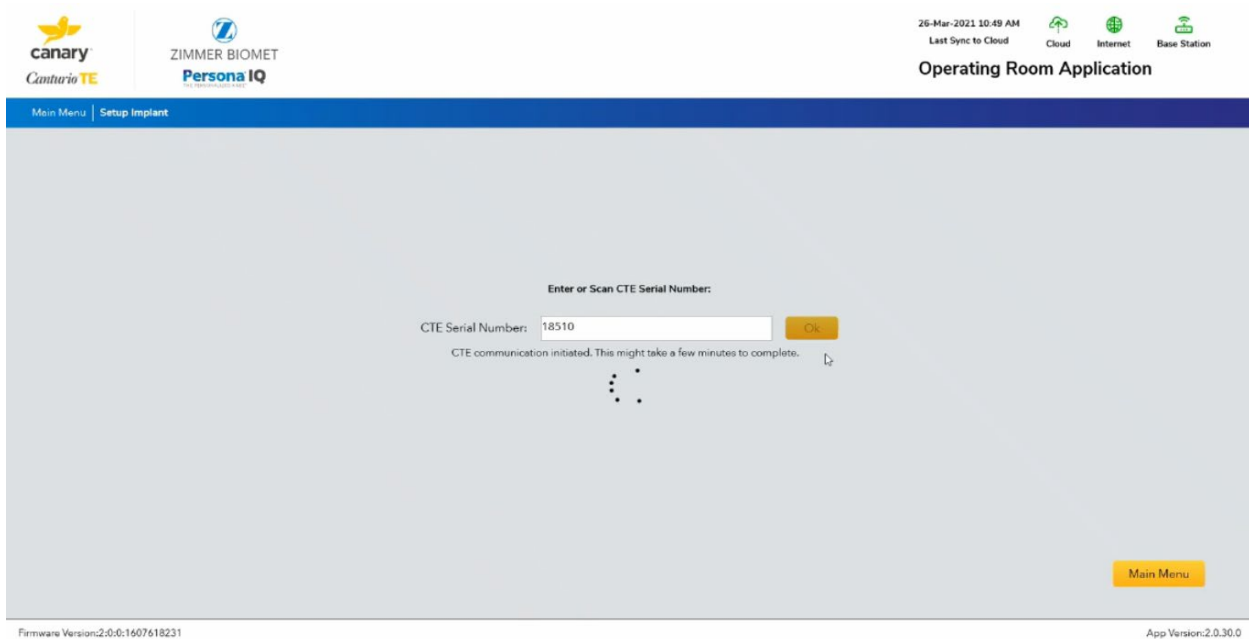 canary
Canturio TE
ZIMMER BIOMET
Persona IQ
26-Mar-2021 10:49 AM
Last Sync to Cloud
Cloud
Internet
Base Station
Operating Room Application
Main Menu | Setup Implant
Enter or Scan CTE Serial Number:
CTE Serial Number: 18510 Ok
CTE communication initiated. This might take a few minutes to complete.
Main Menu
Firmware Version:2:0:0:1607618231
App Version:2.0.30.0